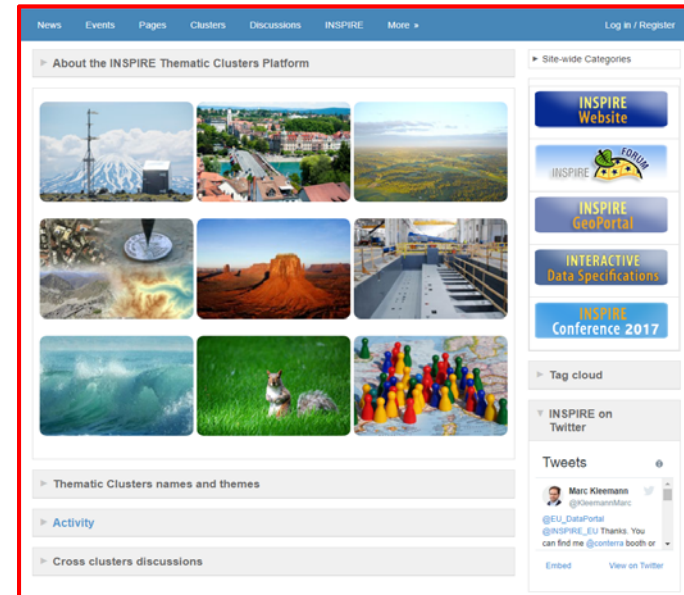 News Events Pages Clusters Discussions INSPIRE More » Log in / Register
About the INSPIRE Thematic Clusters Platform
Site-wide Categories
INSPIRE
Website
INSPIRE FORUM
INSPIRE
GeoPortal
INTERACTIVE
Data Specifications
INSPIRE
Conference 2017
Tag cloud
INSPIRE on
Twitter
Tweets
Marc Kleemann
@KleemannMarc
@EU_DataPortal
@INSPIRE_EU Thanks. You
can find me @conterra booth or
Embed View on Twitter
Thematic Clusters names and themes
Activity
Cross clusters discussions